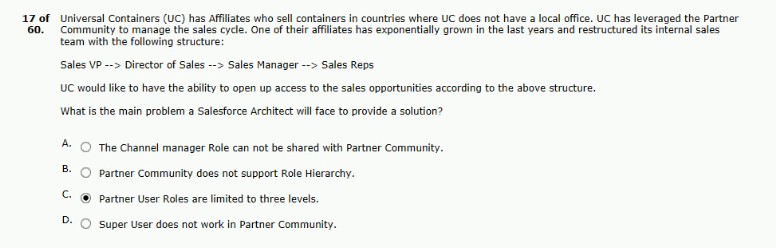 17 of Universal Containers (UC) has Affiliates who sell containers in countries where UC does not have a local office. UC has leveraged the Partner
60. Community to manage the sales cycle. One of their affiliates has exponentially grown in the last years and restructured its internal sales
team with the following structure:
Sales VP --> Director of Sales --> Sales Manager --> Sales Reps
UC would like to have the ability to open up access to the sales opportunities according to the above structure.
What is the main problem a Salesforce Architect will face to provide a solution?
A. The Channel manager Role can not be shared with Partner Community.
B. Partner Community does not support Role Hierarchy.
C. Partner User Roles are limited to three levels.
D. Super User does not work in Partner Community.